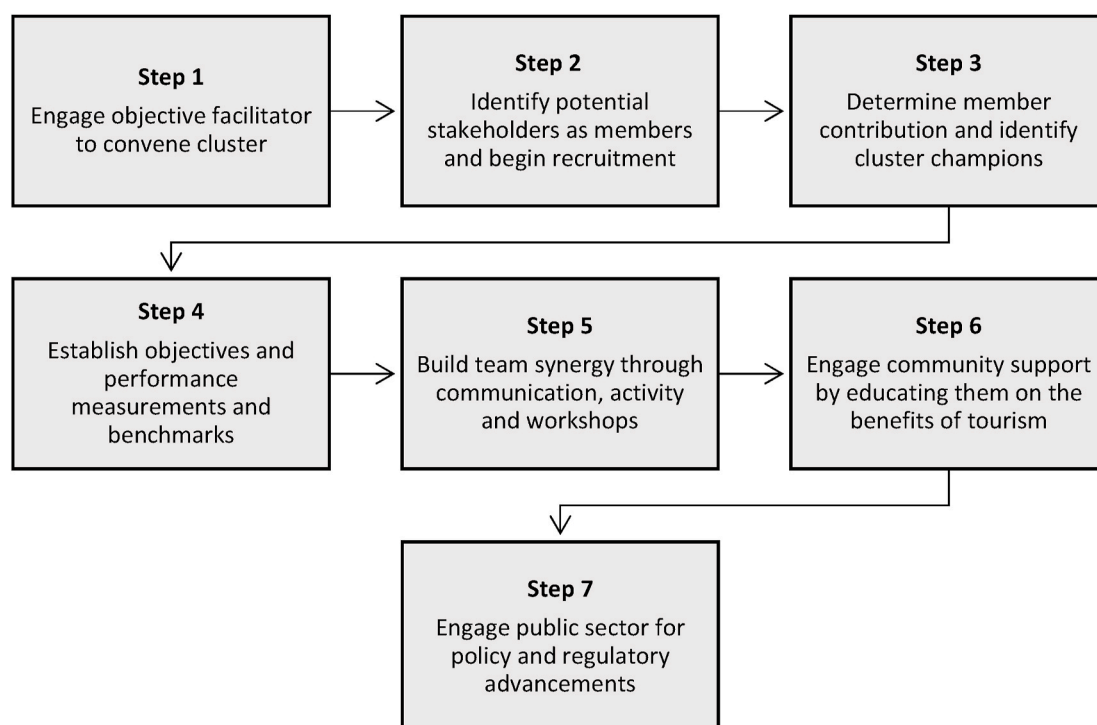 Step 1
Engage objective facilitator
to convene cluster
Step 2
Identify potential
stakeholders as members
and begin recruitment
Step 3
Determine member
contribution and identify
cluster champions
Step 4
Establish objectives and
performance
measurements and
benchmarks
Step 5
Build team synergy through
communication, activity
and workshops
Step 6
Engage community support
by educating them on the
benefits of tourism
Step 7
Engage public sector for
policy and regulatory
advancements